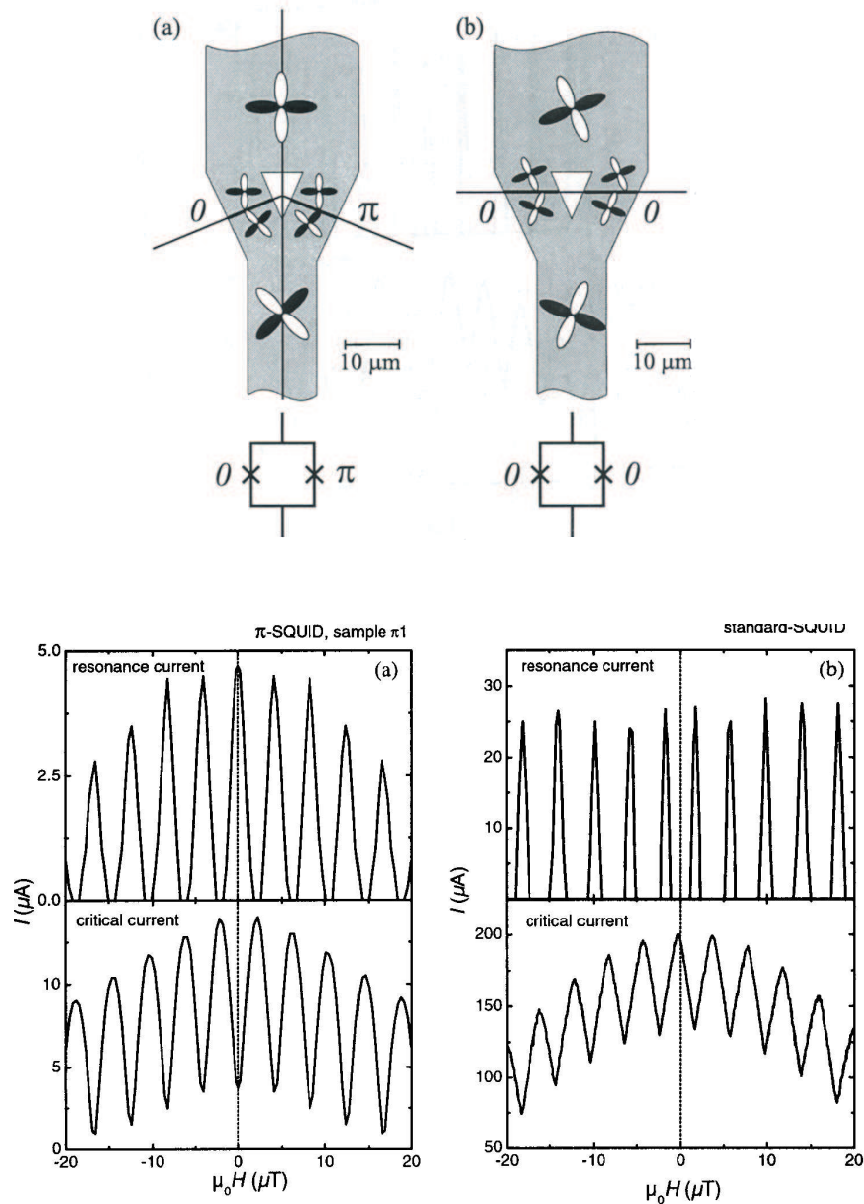 (a)
(b)
0
π
0
0
10 µm
10 µm
0
π
0
0
π-SQUID, sample π1
5.0
resonance current
(a)
2.5
0.0
I (µA)
critical current
10
5
0
-20
-10
0
10
20
µ₀H (µT)
standard-SQUID
resonance current
(b)
30
20
10
I (µA)
200
critical current
150
100
50
-20
-10
0
10
20
µ₀H (µT)